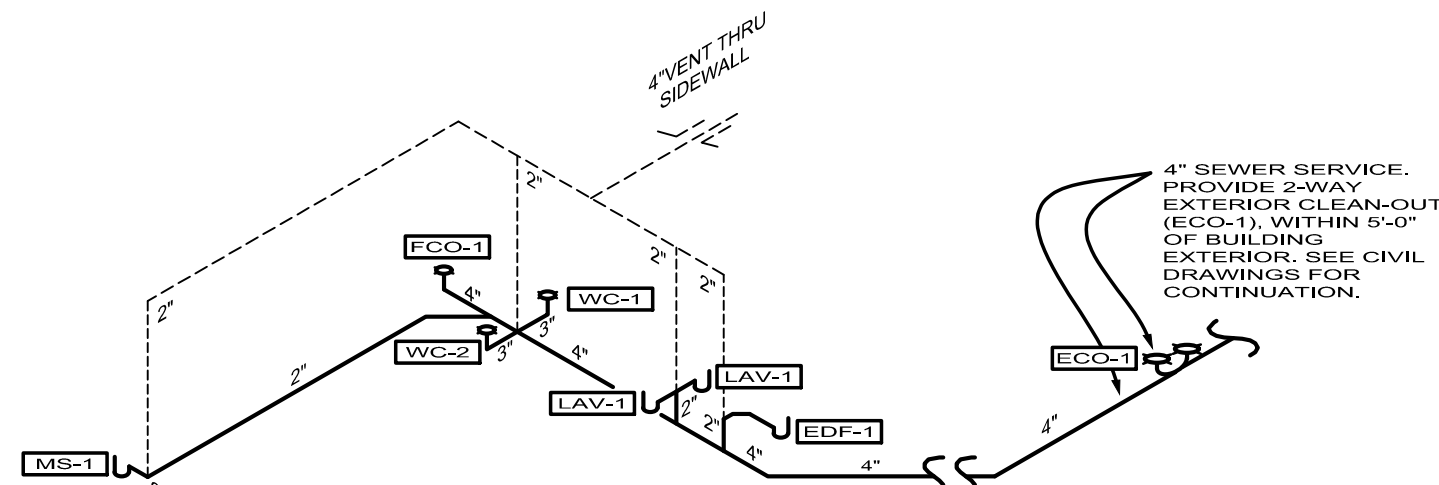 4"VENT THRU
SIDEWALL
4" SEWER SERVICE.
PROVIDE 2-WAY
EXTERIOR CLEAN-OUT
(ECO-1), WITHIN 5'-0"
OF BUILDING
EXTERIOR. SEE CIVIL
DRAWINGS FOR
CONTINUATION.
2"
2"
2"
2"
FCO-1
4"
WC-1
3"
WC-2
3"
4"
2"
ECO-1
LAV-1
LAV-1
2"
2"
EDF-1
4"
4"
4"
MS-1